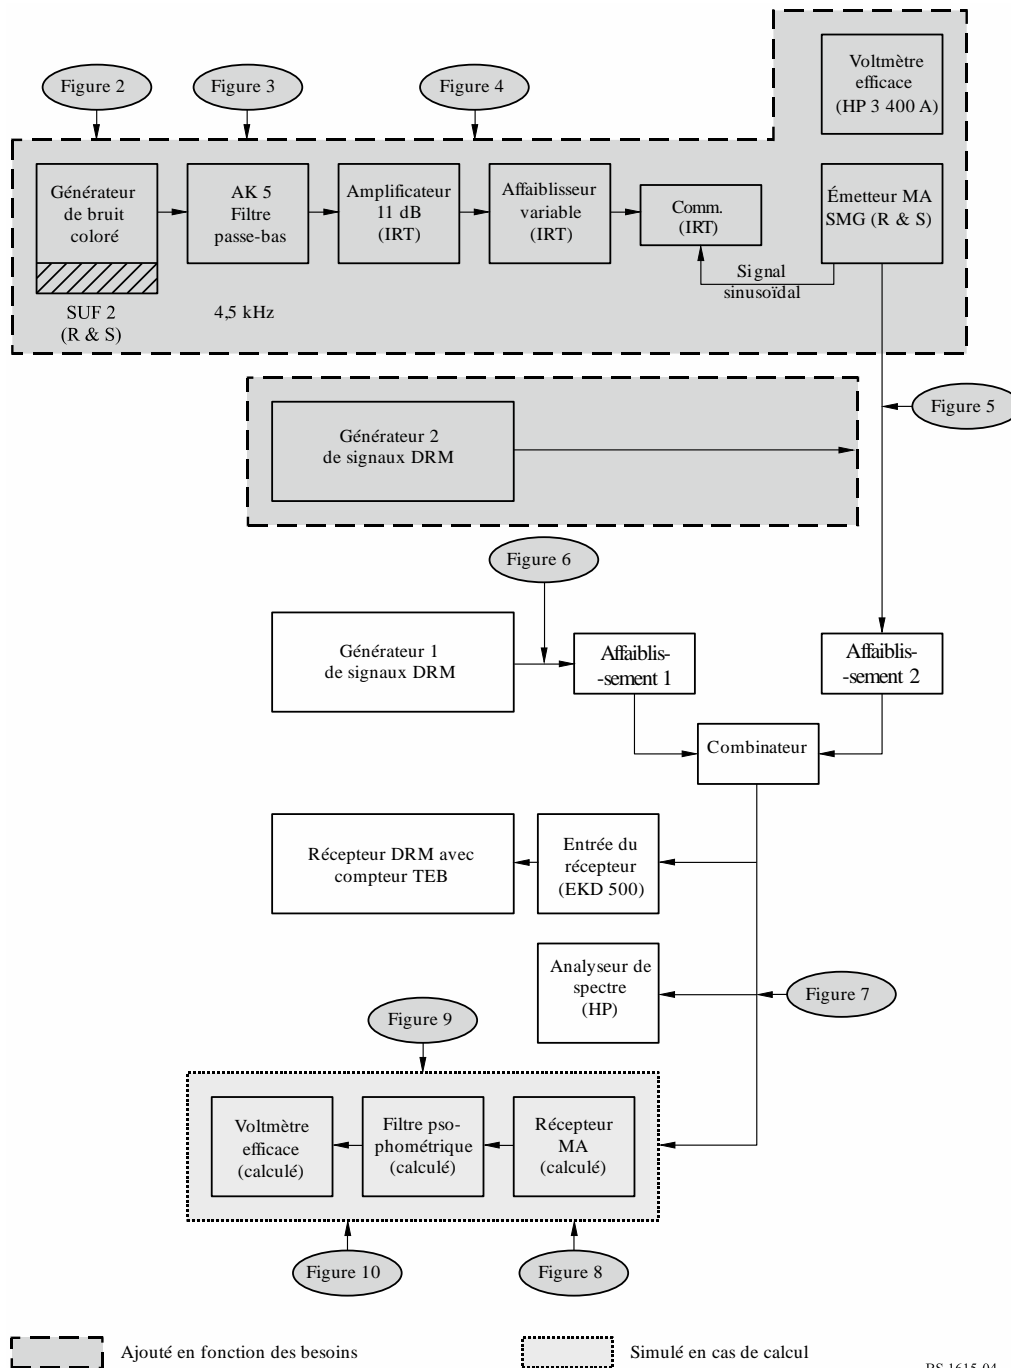 Voltmètre
efficace
(HP 3 400 A)
Figure 2
Figure 3
Figure 4
Générateur
de bruit
coloré
AK 5
Filtre
passe-bas
Amplificateur
11 dB
(IRT)
Affaiblisseur
variable
(IRT)
Comm.
(IRT)
Émetteur MA
SMG (R & S)
Signal
sinusoïdal
SUF 2
(R & S)
4,5 kHz
Générateur 2
de signaux DRM
Figure 5
Figure 6
Générateur 1
de signaux DRM
Affaiblis-
-sement 1
Affaiblis-
-sement 2
Combinateur
Récepteur DRM avec
compteur TEB
Entrée du
récepteur
(EKD 500)
Analyseur de
spectre
(HP)
Figure 7
Figure 9
Voltmètre
efficace
(calculé)
Filtre pso-
phométrique
(calculé)
Récepteur
MA
(calculé)
Figure 10
Figure 8
Ajouté en fonction des besoins
Simulé en cas de calcul
BS.1615-04